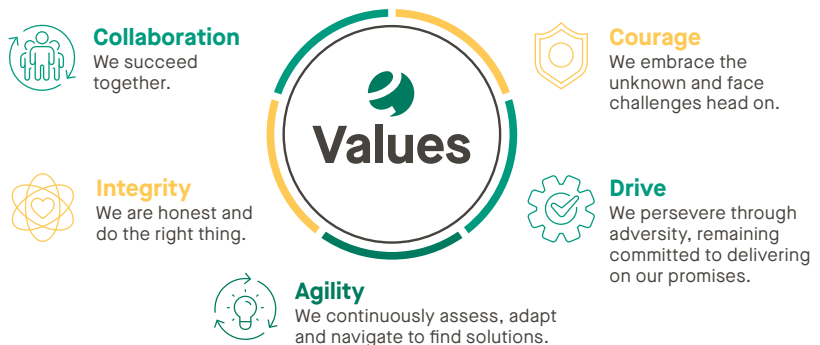 Collaboration
We succeed
together.
Courage
We embrace the
unknown and face
challenges head on.
Values
Integrity
We are honest and
do the right thing.
Drive
We persevere through
adversity, remaining
committed to delivering
on our promises.
Agility
We continuously assess, adapt
and navigate to find solutions.